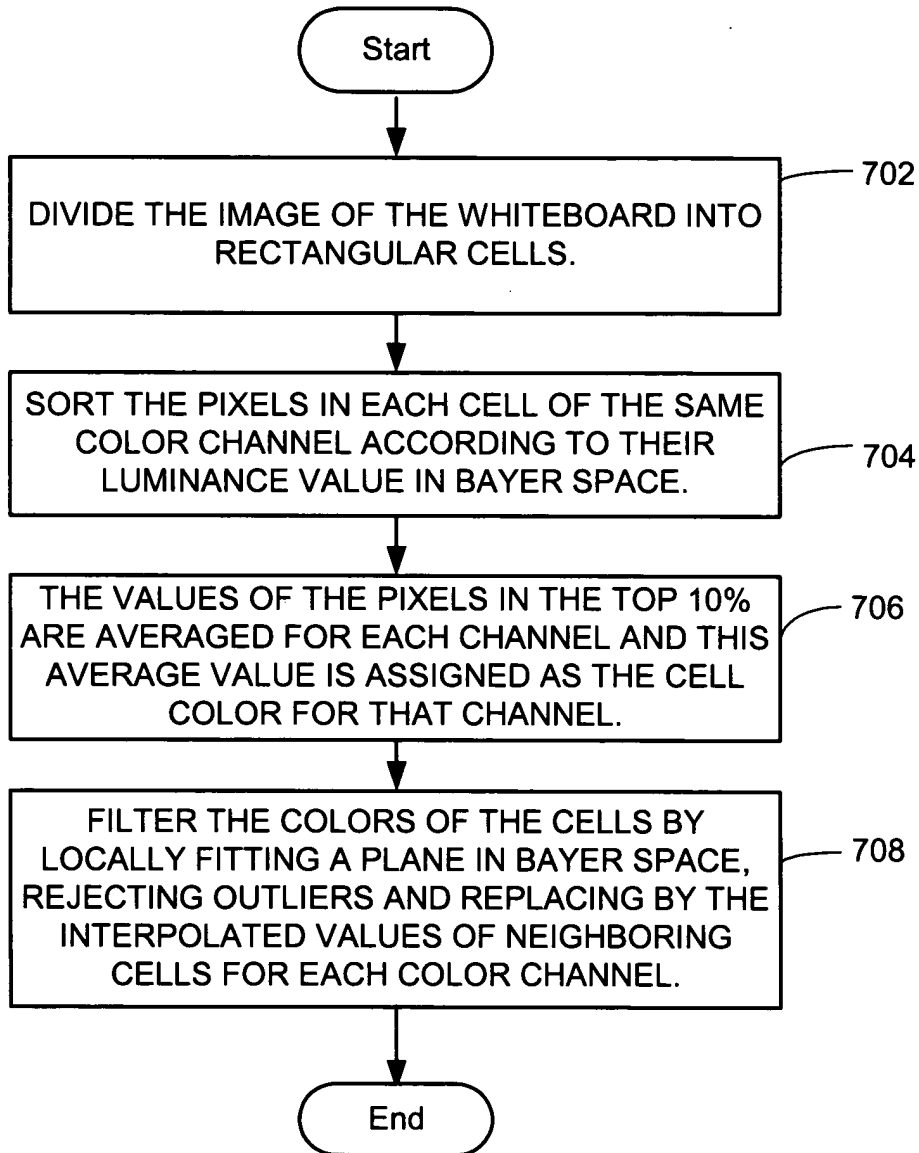 Start
DIVIDE THE IMAGE OF THE WHITEBOARD INTO
RECTANGULAR CELLS.
702
SORT THE PIXELS IN EACH CELL OF THE SAME
COLOR CHANNEL ACCORDING TO THEIR
LUMINANCE VALUE IN BAYER SPACE.
704
THE VALUES OF THE PIXELS IN THE TOP 10%
ARE AVERAGED FOR EACH CHANNEL AND THIS
AVERAGE VALUE IS ASSIGNED AS THE CELL
COLOR FOR THAT CHANNEL.
706
FILTER THE COLORS OF THE CELLS BY
LOCALLY FITTING A PLANE IN BAYER SPACE,
REJECTING OUTLIERS AND REPLACING BY THE
INTERPOLATED VALUES OF NEIGHBORING
CELLS FOR EACH COLOR CHANNEL.
708
End